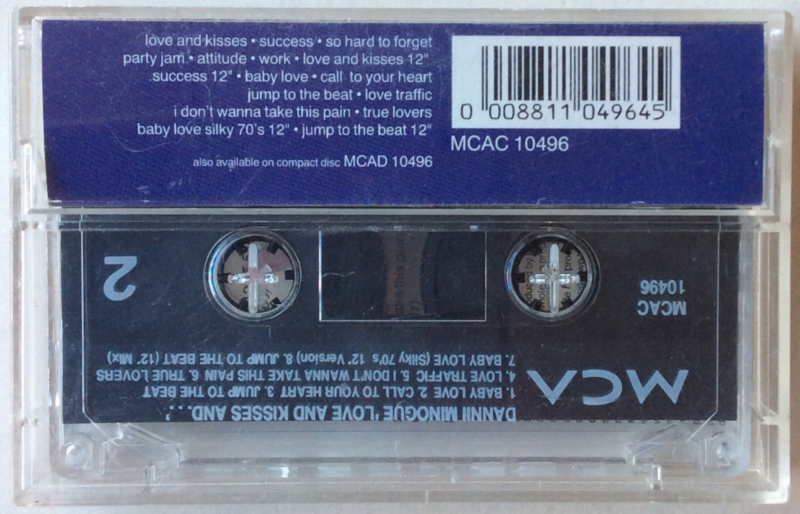 love and kisses • success • so hard to forget
party jam • attitude • work • love and kisses 12"
success 12" • baby love • call to your heart
jump to the beat • love traffic
i don't wanna take this pain • true lovers
baby love silky 70's 12" • jump to the beat 12"
also available on compact disc MCAD 10496
0 008811 049645
MCAC 10496
DANNII MINOGUE 'LOVE AND KISSES AND...'
1. BABY LOVE 2. CALL TO YOUR HEART 3. JUMP TO THE BEAT
4. LOVE TRAFFIC 5. I DON'T WANNA TAKE THIS PAIN 6. TRUE LOVERS
7. BABY LOVE (Silky 70's 12' Version) 8. JUMP TO THE BEAT (12' Mix)
MCA
MCAC
10496
2